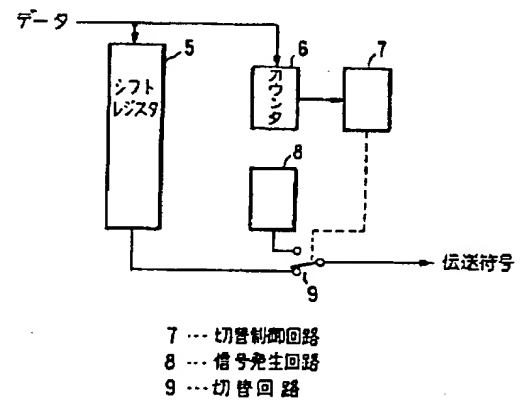 データ
5
6
7
シフト
レジスタ
カウンタ
8
9
伝送符号
7 … 切替制御回路
8 … 信号発生回路
9 … 切替回路